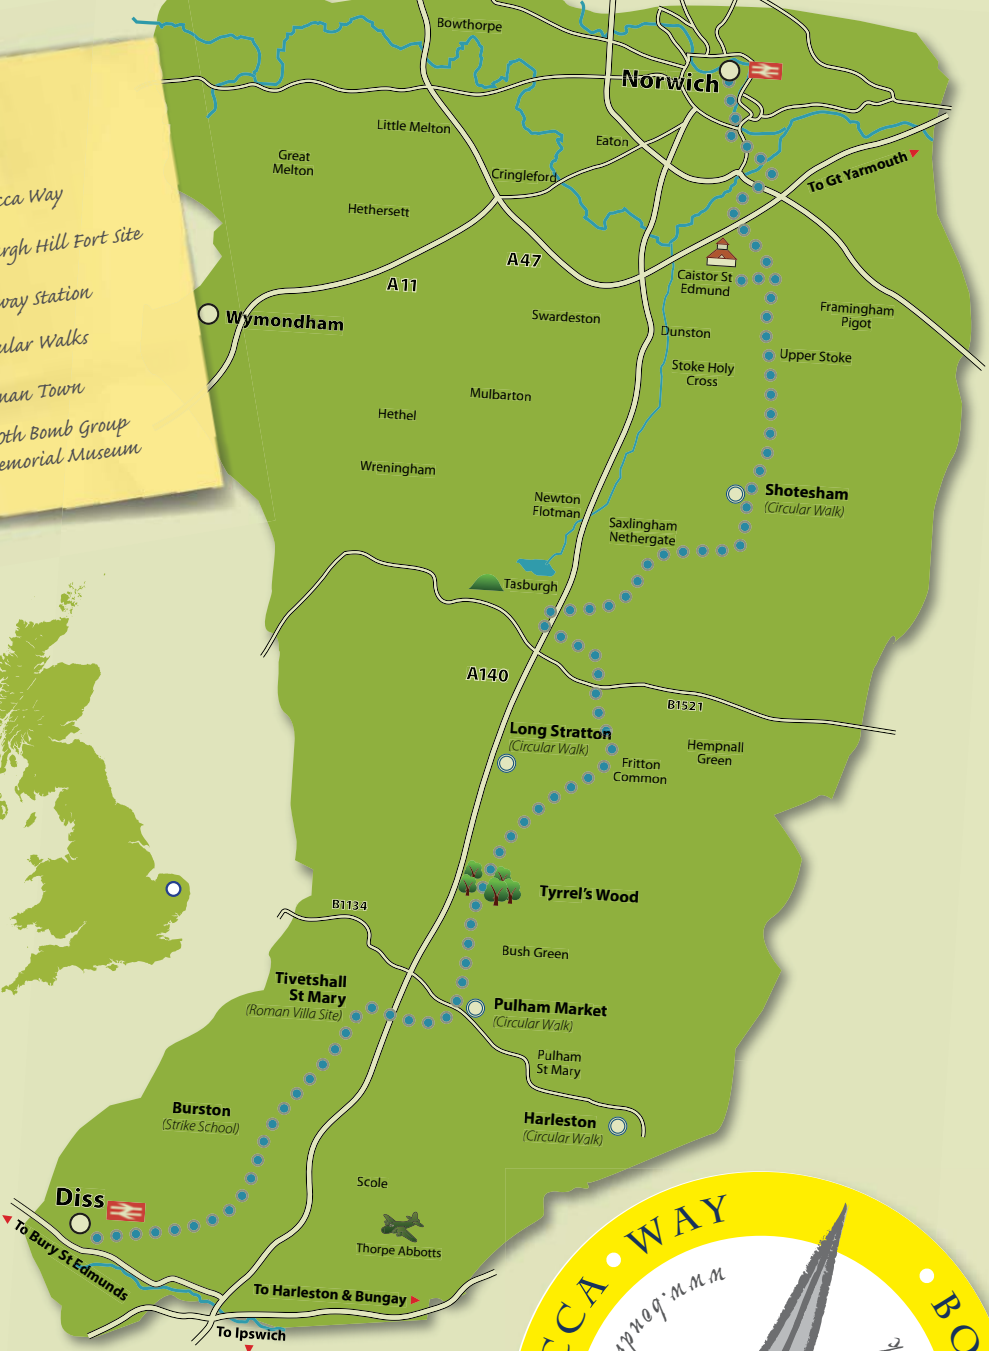 Bowthorpe
Norwich
Little Melton
Eaton
Great
Melton
Cringleford
To Gt Yarmouth
Hethersett
A47
A11
Caistor St
Edmund
Wymondham
Swardeston
Dunston
Framingham
Pigot
Upper Stoke
Stoke Holy
Cross
Mulbarton
Hethel
Wreningham
Shotesham
(Circular Walk)
Newton
Flotman
Saxlingham
Nethergate
Tasburgh
A140
B1521
Long Stratton
(Circular Walk)
Hempnall
Green
Fritton
Common
Tyrrel's Wood
B1134
Bush Green
Tivetshall
St Mary
(Roman Villa Site)
Pulham Market
(Circular Walk)
Pulham
St Mary
Burston
(Strike School)
Harleston
(Circular Walk)
Scole
Diss
Thorpe Abbotts
To Bury St Edmunds
To Harleston & Bungay
To Ipswich
cca Way
urgh Hill Fort Site
way Station
ular Walks
man Town
0th Bomb Group
emorial Museum
CCA • WAY • BO
www.boud